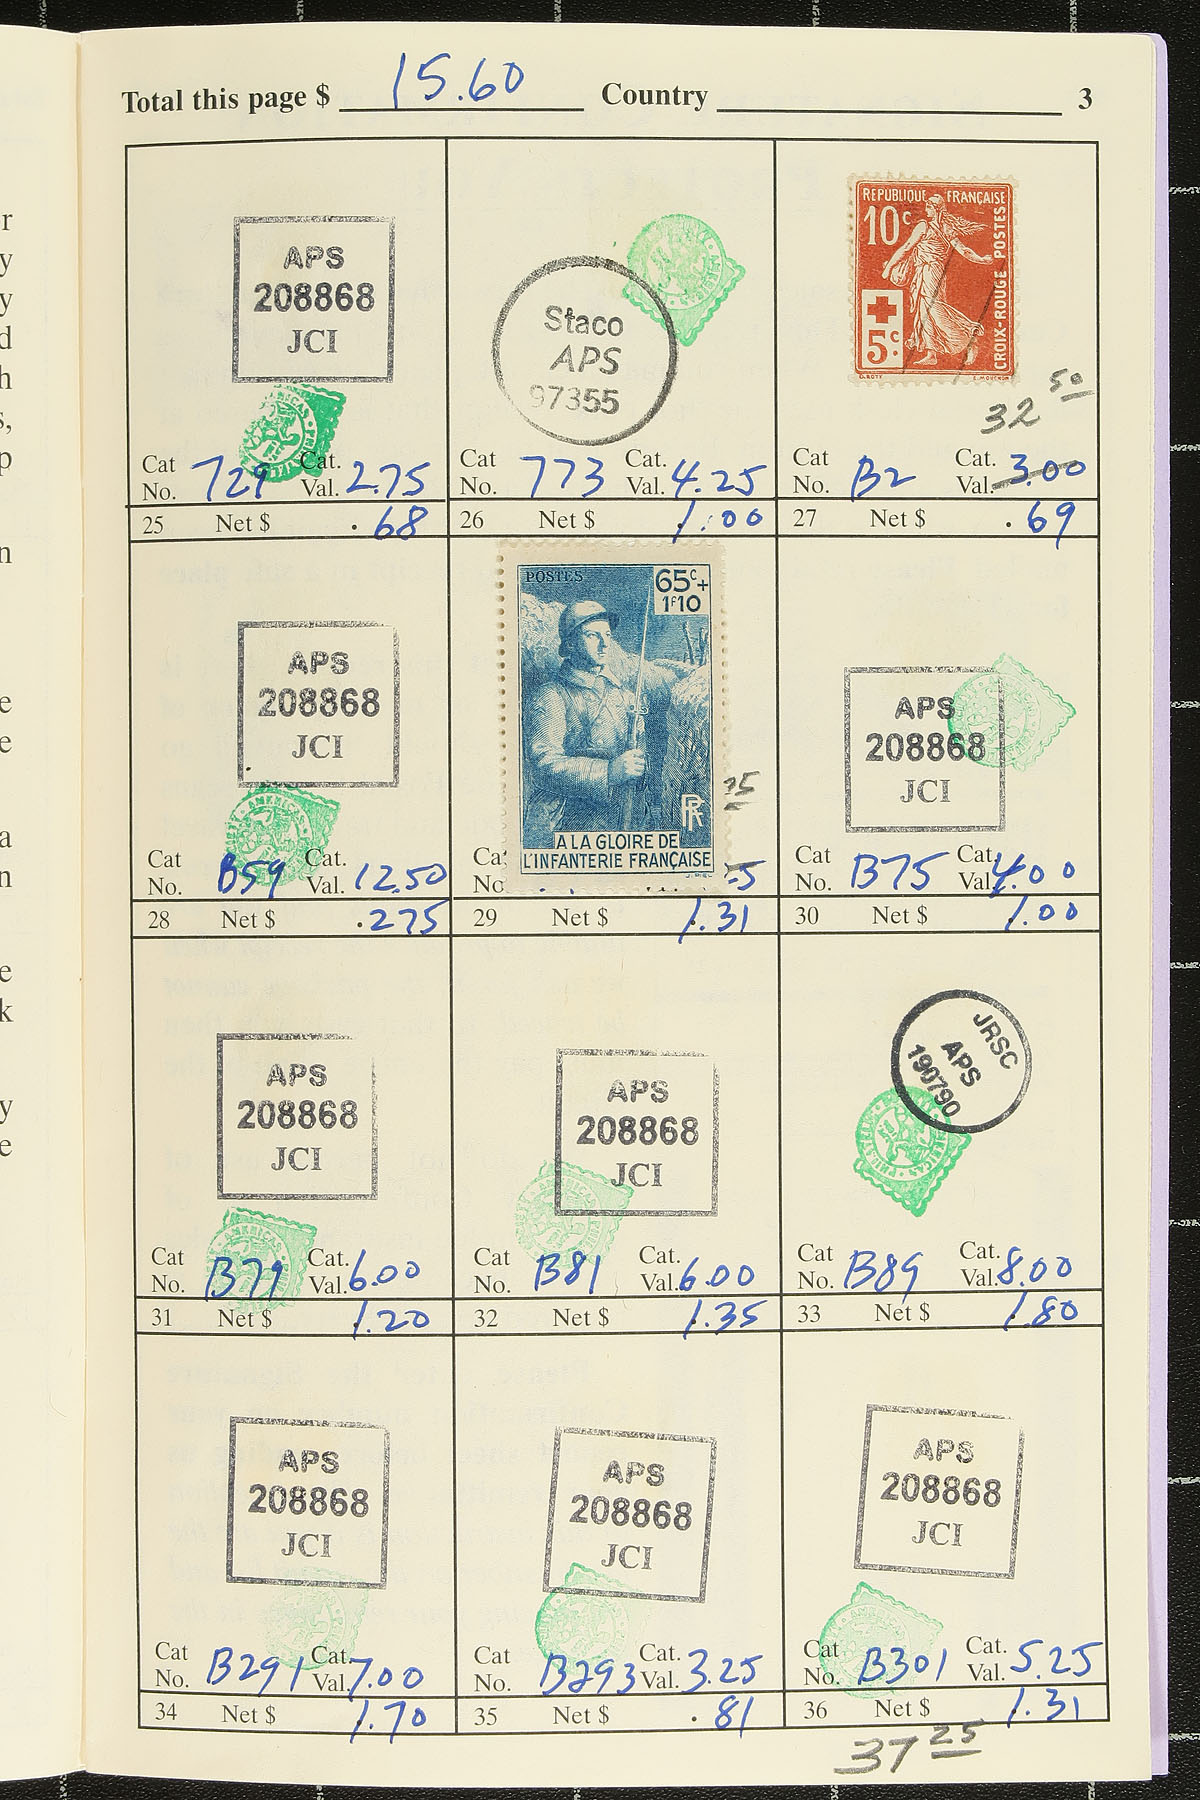 Total this page $ 15.60 Country 3
APS
208868
JCI
Cat No. 729 Cat. Val. 2.75
25 Net $ .68
Staco
APS
97355
Cat No. 773 Cat. Val. 4.25
26 Net $ 1.00
REPUBLIQUE FRANÇAISE
10c
POSTES
CROIX-ROUGE
5c
O. ROTY E. MOUCHON
32 50
Cat No. B2 Cat. Val. 3.00
27 Net $ .69
APS
208868
JCI
Cat No. B59 Cat. Val. 12.50
28 Net $ .275
POSTES
65c+
1f10
RF
A LA GLOIRE DE
L'INFANTERIE FRANÇAISE
29 Net $ 1.31
APS
208868
JCI
Cat No. B75 Cat. Val. 4.00
30 Net $ 1.00
APS
208868
JCI
Cat No. B79 Cat. Val. 6.00
31 Net $ 1.20
APS
208868
JCI
Cat No. B81 Cat. Val. 6.00
32 Net $ 1.35
JRSC
APS
190790
Cat No. B89 Cat. Val. 8.00
33 Net $ 1.80
APS
208868
JCI
Cat No. B291 Cat. Val. 7.00
34 Net $ 1.70
APS
208868
JCI
Cat No. B293 Cat. Val. 3.25
35 Net $ .81
APS
208868
JCI
Cat No. B301 Cat. Val. 5.25
36 Net $ 1.31
37 25